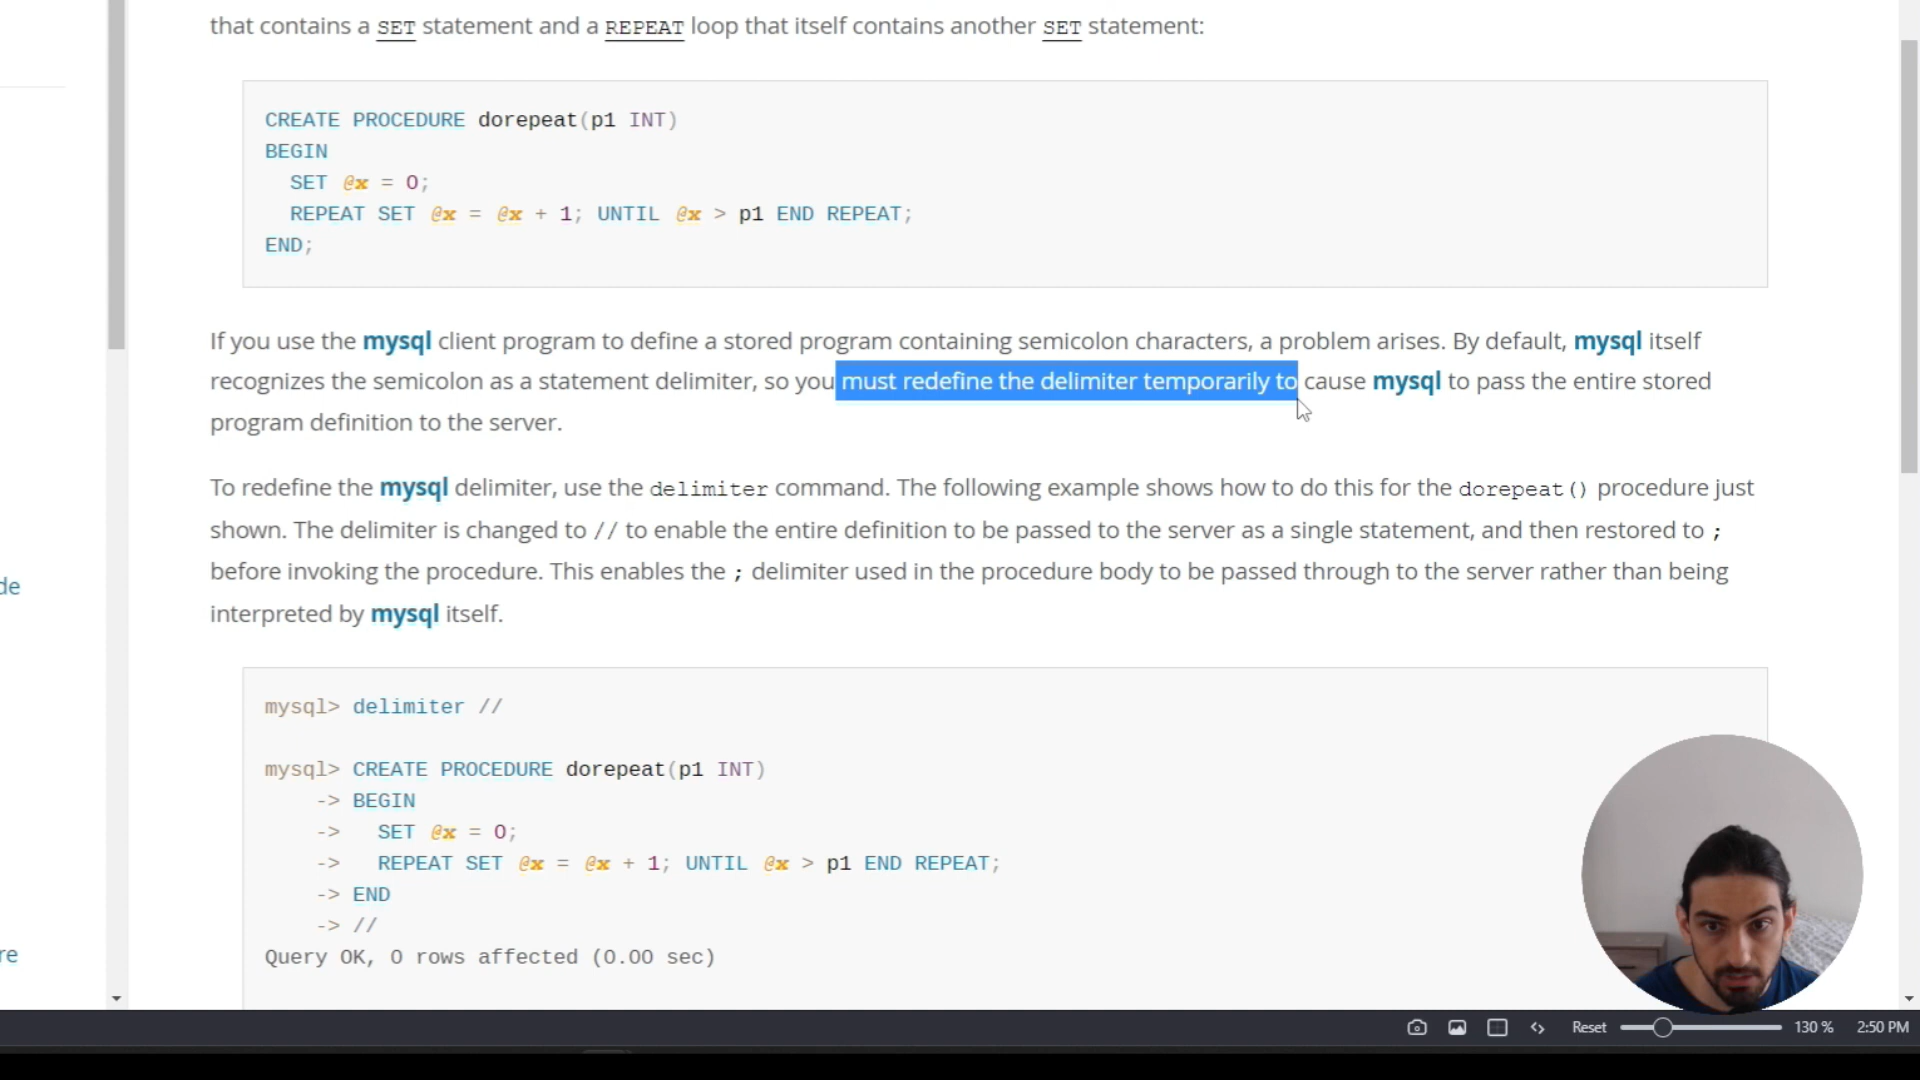 that contains a SET statement and a REPEAT loop that itself contains another SET statement:
CREATE PROCEDURE dorepeat(p1 INT)
BEGIN
  SET @x = 0;
  REPEAT SET @x = @x + 1; UNTIL @x > p1 END REPEAT;
END;
If you use the mysql client program to define a stored program containing semicolon characters, a problem arises. By default, mysql itself
recognizes the semicolon as a statement delimiter, so you must redefine the delimiter temporarily to cause mysql to pass the entire stored
program definition to the server.
To redefine the mysql delimiter, use the delimiter command. The following example shows how to do this for the dorepeat() procedure just
shown. The delimiter is changed to // to enable the entire definition to be passed to the server as a single statement, and then restored to ;
before invoking the procedure. This enables the ; delimiter used in the procedure body to be passed through to the server rather than being
interpreted by mysql itself.
de
mysql> delimiter //
mysql> CREATE PROCEDURE dorepeat(p1 INT)
    -> BEGIN
    ->   SET @x = 0;
    ->   REPEAT SET @x = @x + 1; UNTIL @x > p1 END REPEAT;
    -> END
    -> //
re
Query OK, 0 rows affected (0.00 sec)
Reset 130 % 2:50 PM